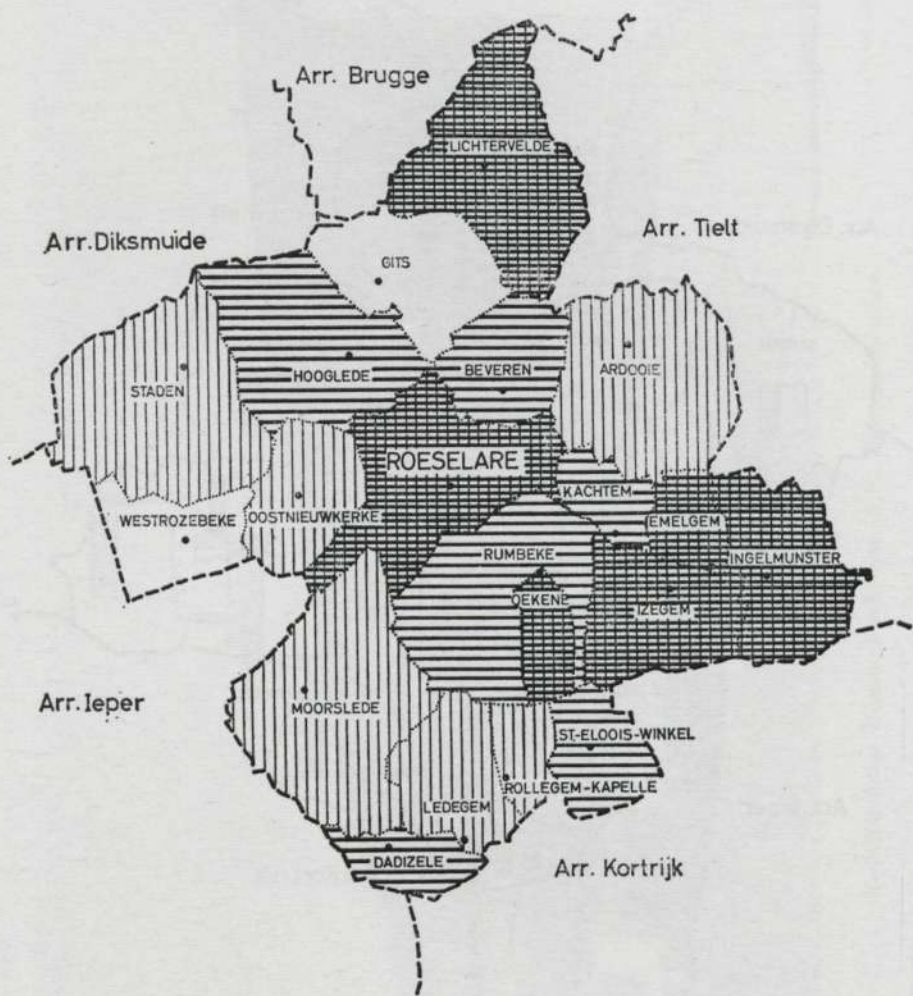 Arr. Brugge
LICHTERVELDE
Arr. Diksmuide
Arr. Tielt
GITS
STADEN
HOOGLEDE
BEVEREN
ARDOOIE
ROESELARE
KACHTEM
WESTROZEBEKE
OOSTNIEUWKERKE
EMELGEM
RUMBEKE
INGELMUNSTER
OEKENE
IZEGEM
Arr. Ieper
MOORSLEDE
ST-ELOOIS-WINKEL
ROLLEGEM-KAPELLE
LEDEGEM
DADIZELE
Arr. Kortrijk